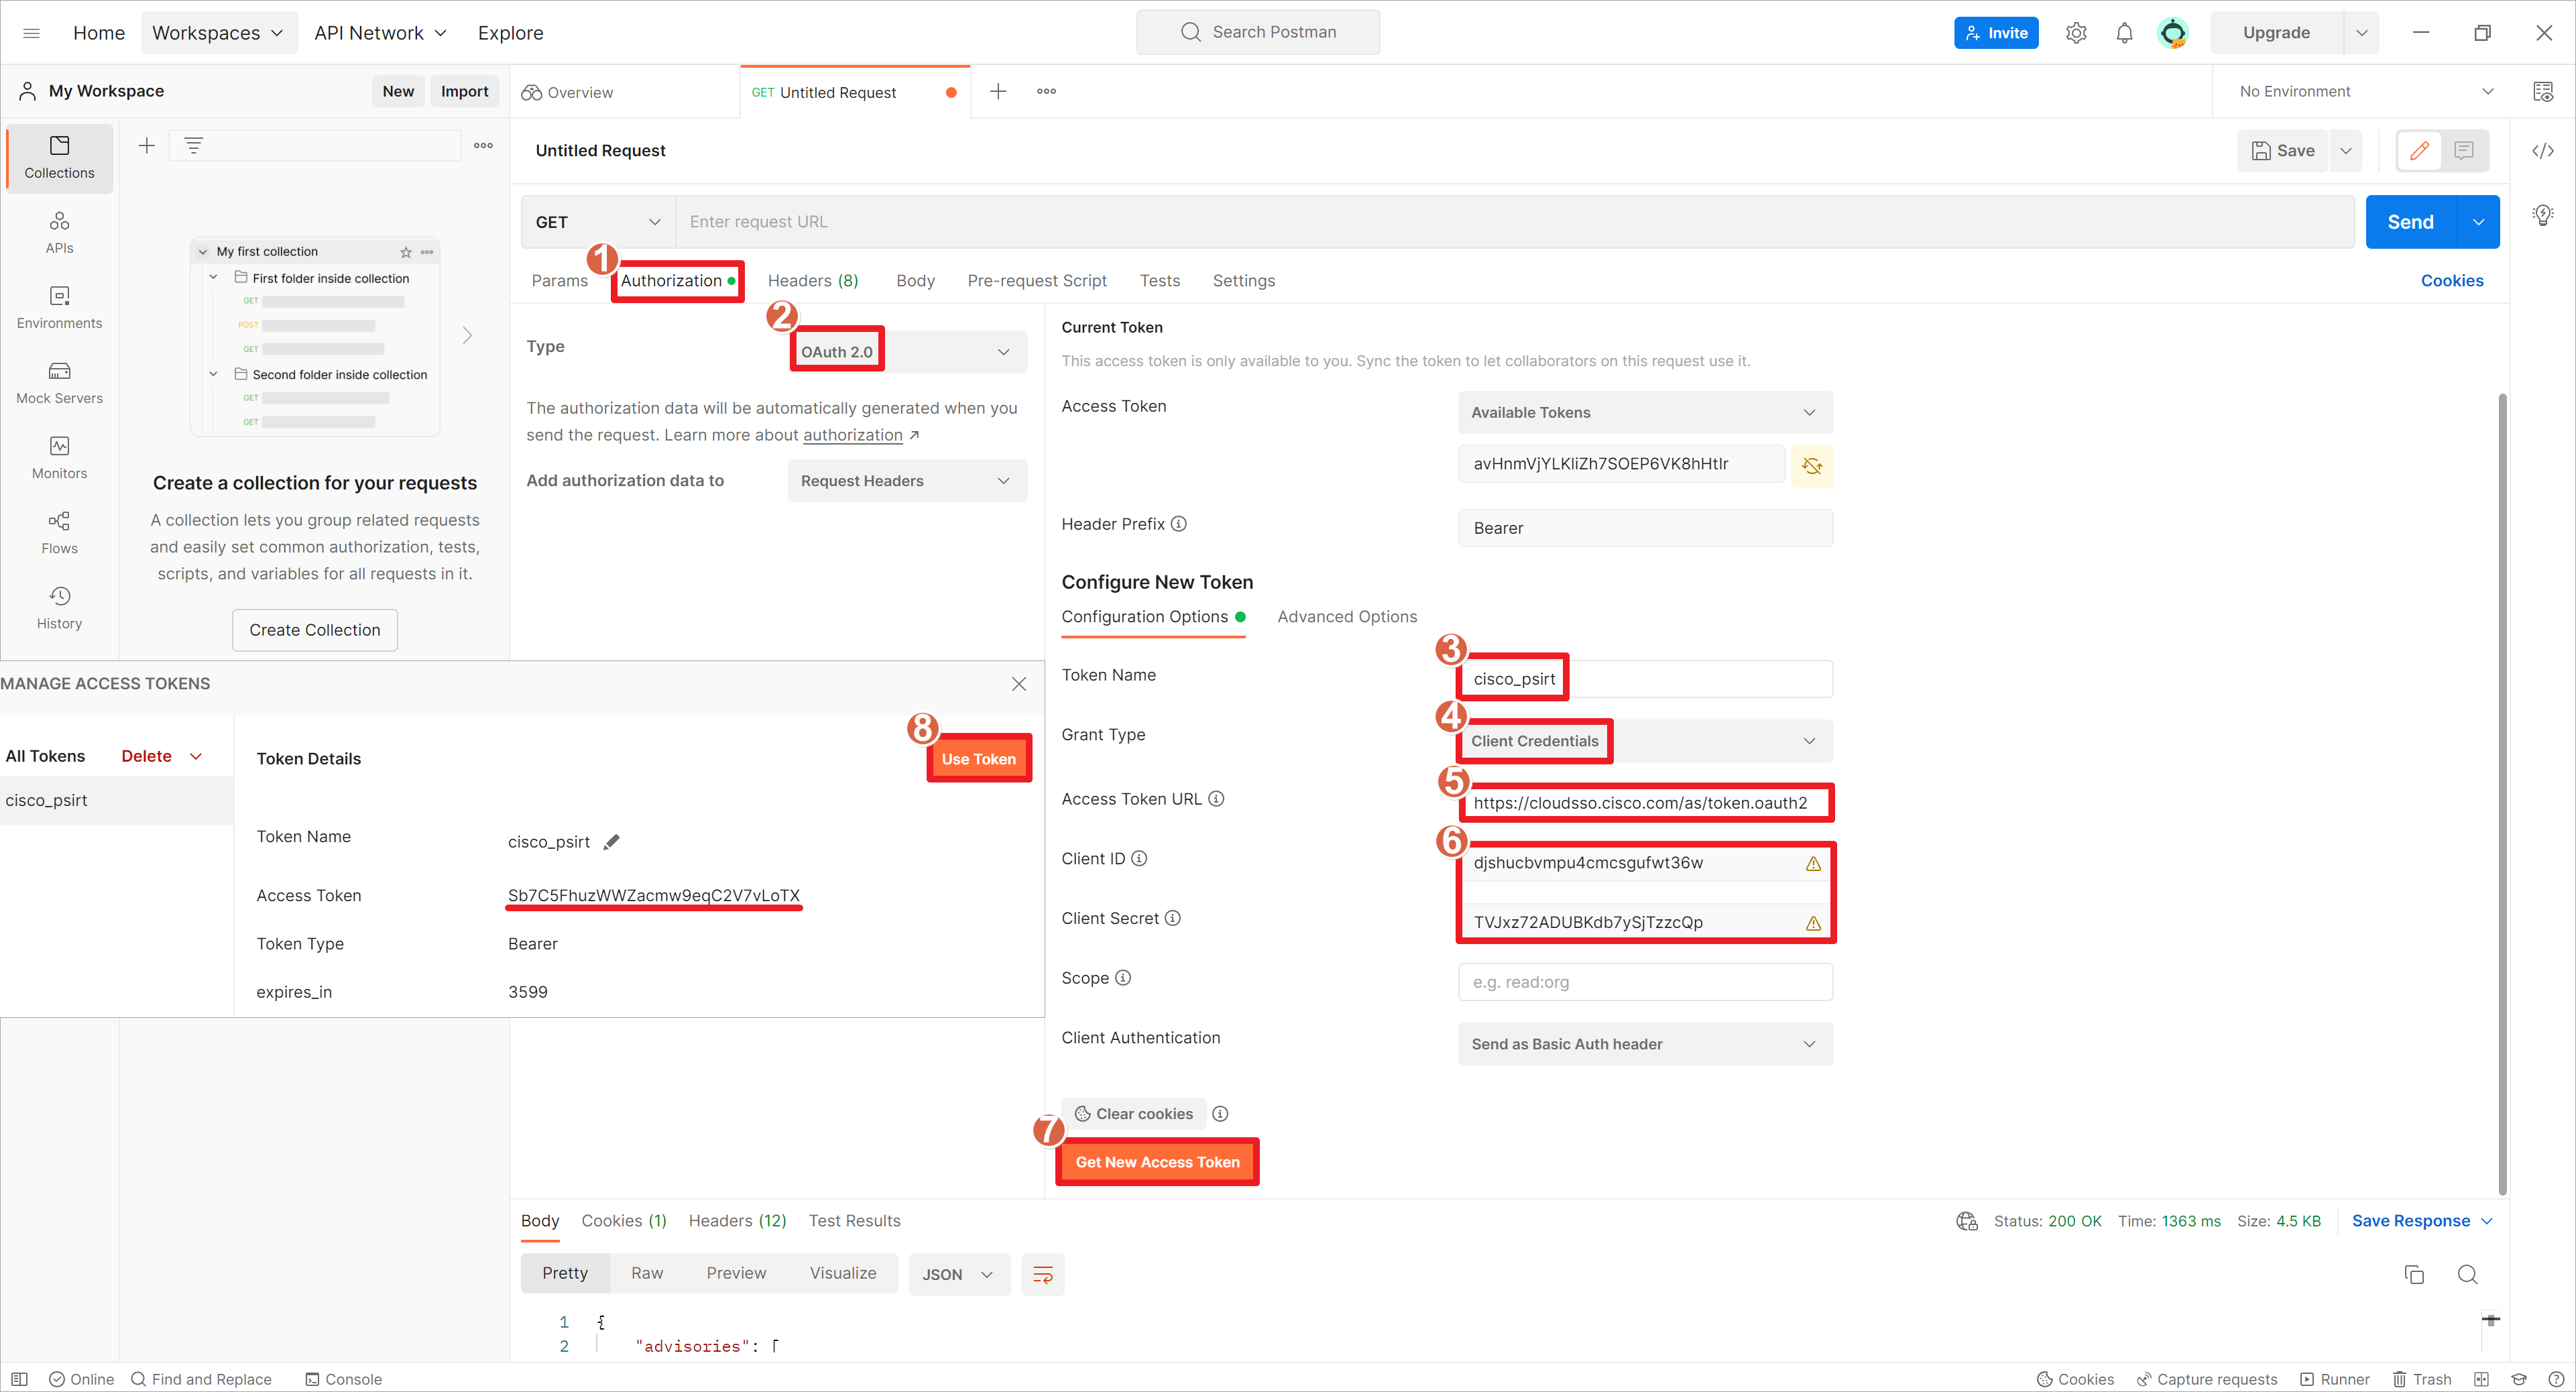 Home Workspaces API Network Explore Search Postman Invite Upgrade
My Workspace New Import Overview GET Untitled Request No Environment
Collections
APIs
Environments
Mock Servers
Monitors
Flows
History
My first collection
First folder inside collection
GET
POST
GET
Second folder inside collection
GET
GET
Create a collection for your requests
A collection lets you group related requests
and easily set common authorization, tests,
scripts, and variables for all requests in it.
Create Collection
Untitled Request Save
GET Enter request URL Send
1
Params Authorization Headers (8) Body Pre-request Script Tests Settings Cookies
2
Type OAuth 2.0
The authorization data will be automatically generated when you
send the request. Learn more about authorization ↗
Add authorization data to Request Headers
Current Token
This access token is only available to you. Sync the token to let collaborators on this request use it.
Access Token Available Tokens
avHnmVjYLKliZh7SOEP6VK8hHtIr
Header Prefix Bearer
Configure New Token
Configuration Options Advanced Options
3
Token Name cisco_psirt
4
Grant Type Client Credentials
5
Access Token URL https://cloudsso.cisco.com/as/token.oauth2
6
Client ID djshucbvmpu4cmcsgufwt36w
Client Secret TVJxz72ADUBKdb7ySjTzzcQp
Scope e.g. read:org
Client Authentication Send as Basic Auth header
Clear cookies
7
Get New Access Token
MANAGE ACCESS TOKENS
8
All Tokens Delete Token Details Use Token
cisco_psirt
Token Name cisco_psirt
Access Token Sb7C5FhuzWWZacmw9eqC2V7vLoTX
Token Type Bearer
expires_in 3599
Body Cookies (1) Headers (12) Test Results Status: 200 OK Time: 1363 ms Size: 4.5 KB Save Response
Pretty Raw Preview Visualize JSON
1 {
2 "advisories": [
Online Find and Replace Console Cookies Capture requests Runner Trash